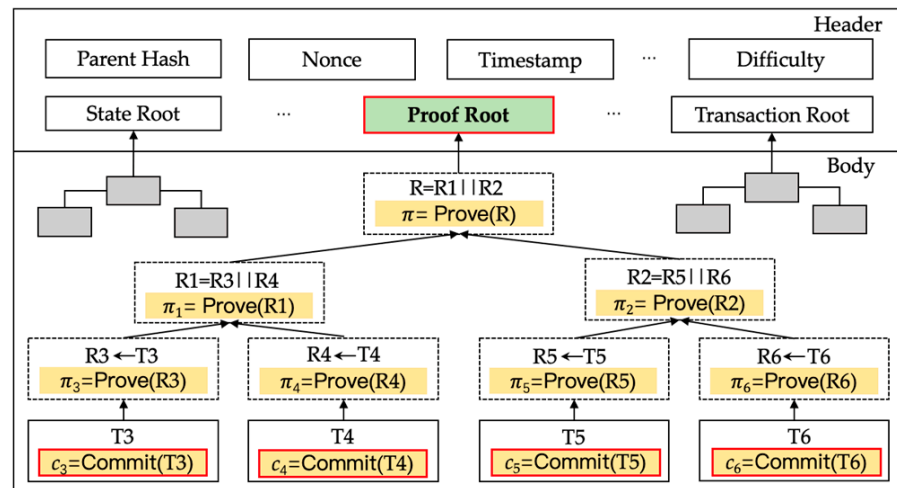 Header
Parent Hash
Nonce
Timestamp
...
Difficulty
State Root
...
Proof Root
...
Transaction Root
Body
R=R1||R2
π= Prove(R)
R1=R3||R4
π₁= Prove(R1)
R2=R5||R6
π₂= Prove(R2)
R3←T3
π₃=Prove(R3)
R4←T4
π₄=Prove(R4)
R5←T5
π₅=Prove(R5)
R6←T6
π₆=Prove(R6)
T3
c₃=Commit(T3)
T4
c₄=Commit(T4)
T5
c₅=Commit(T5)
T6
c₆=Commit(T6)